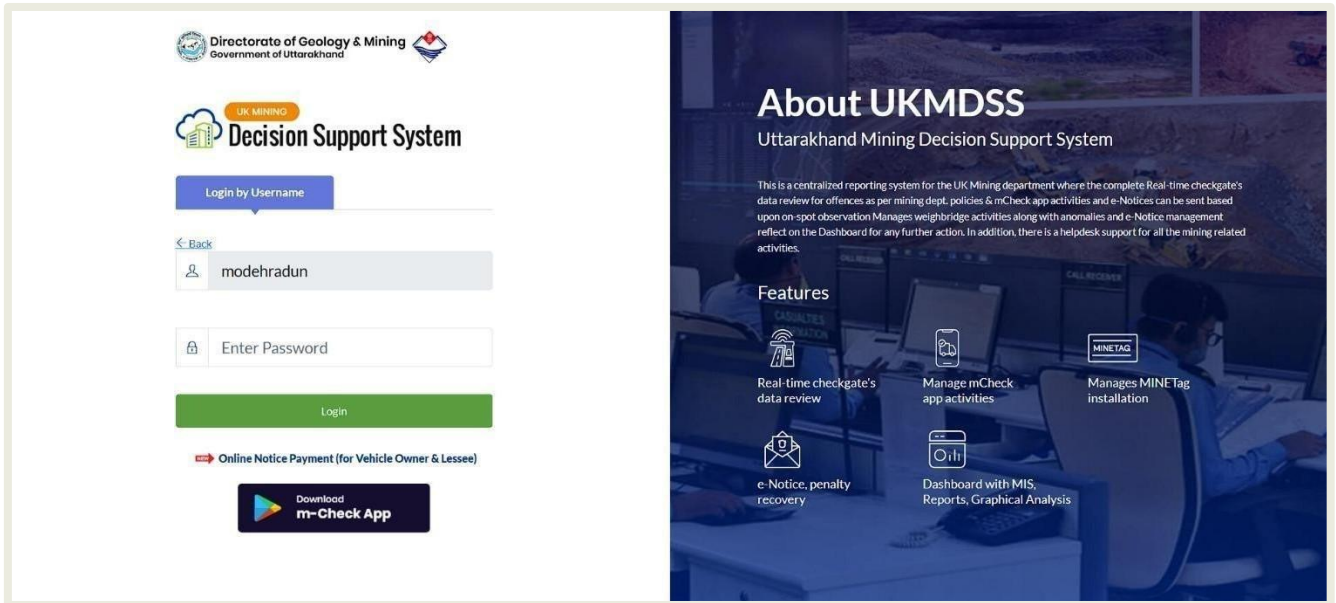 Directorate of Geology & Mining
Government of Uttarakhand
UK MINING
Decision Support System
Login by Username
Back
modehradun
Enter Password
Login
NEW Online Notice Payment (for Vehicle Owner & Lessee)
Download
m-Check App
About UKMDSS
Uttarakhand Mining Decision Support System
This is a centralized reporting system for the UK Mining department where the complete Real-time checkgate's
data review for offences as per mining dept. policies & mCheck app activities and e-Notices can be sent based
upon on-spot observation Manages weighbridge activities along with anomalies and e-Notice management
reflect on the Dashboard for any further action. In addition, there is a helpdesk support for all the mining related
activities.
CALL RECEIVER
CALL RECEIVER
Features
CASUALTIES
INFORMATION
MINETAG
Real-time checkgate's
data review
Manage mCheck
app activities
Manages MINETag
installation
e-Notice, penalty
recovery
Dashboard with MIS,
Reports, Graphical Analysis